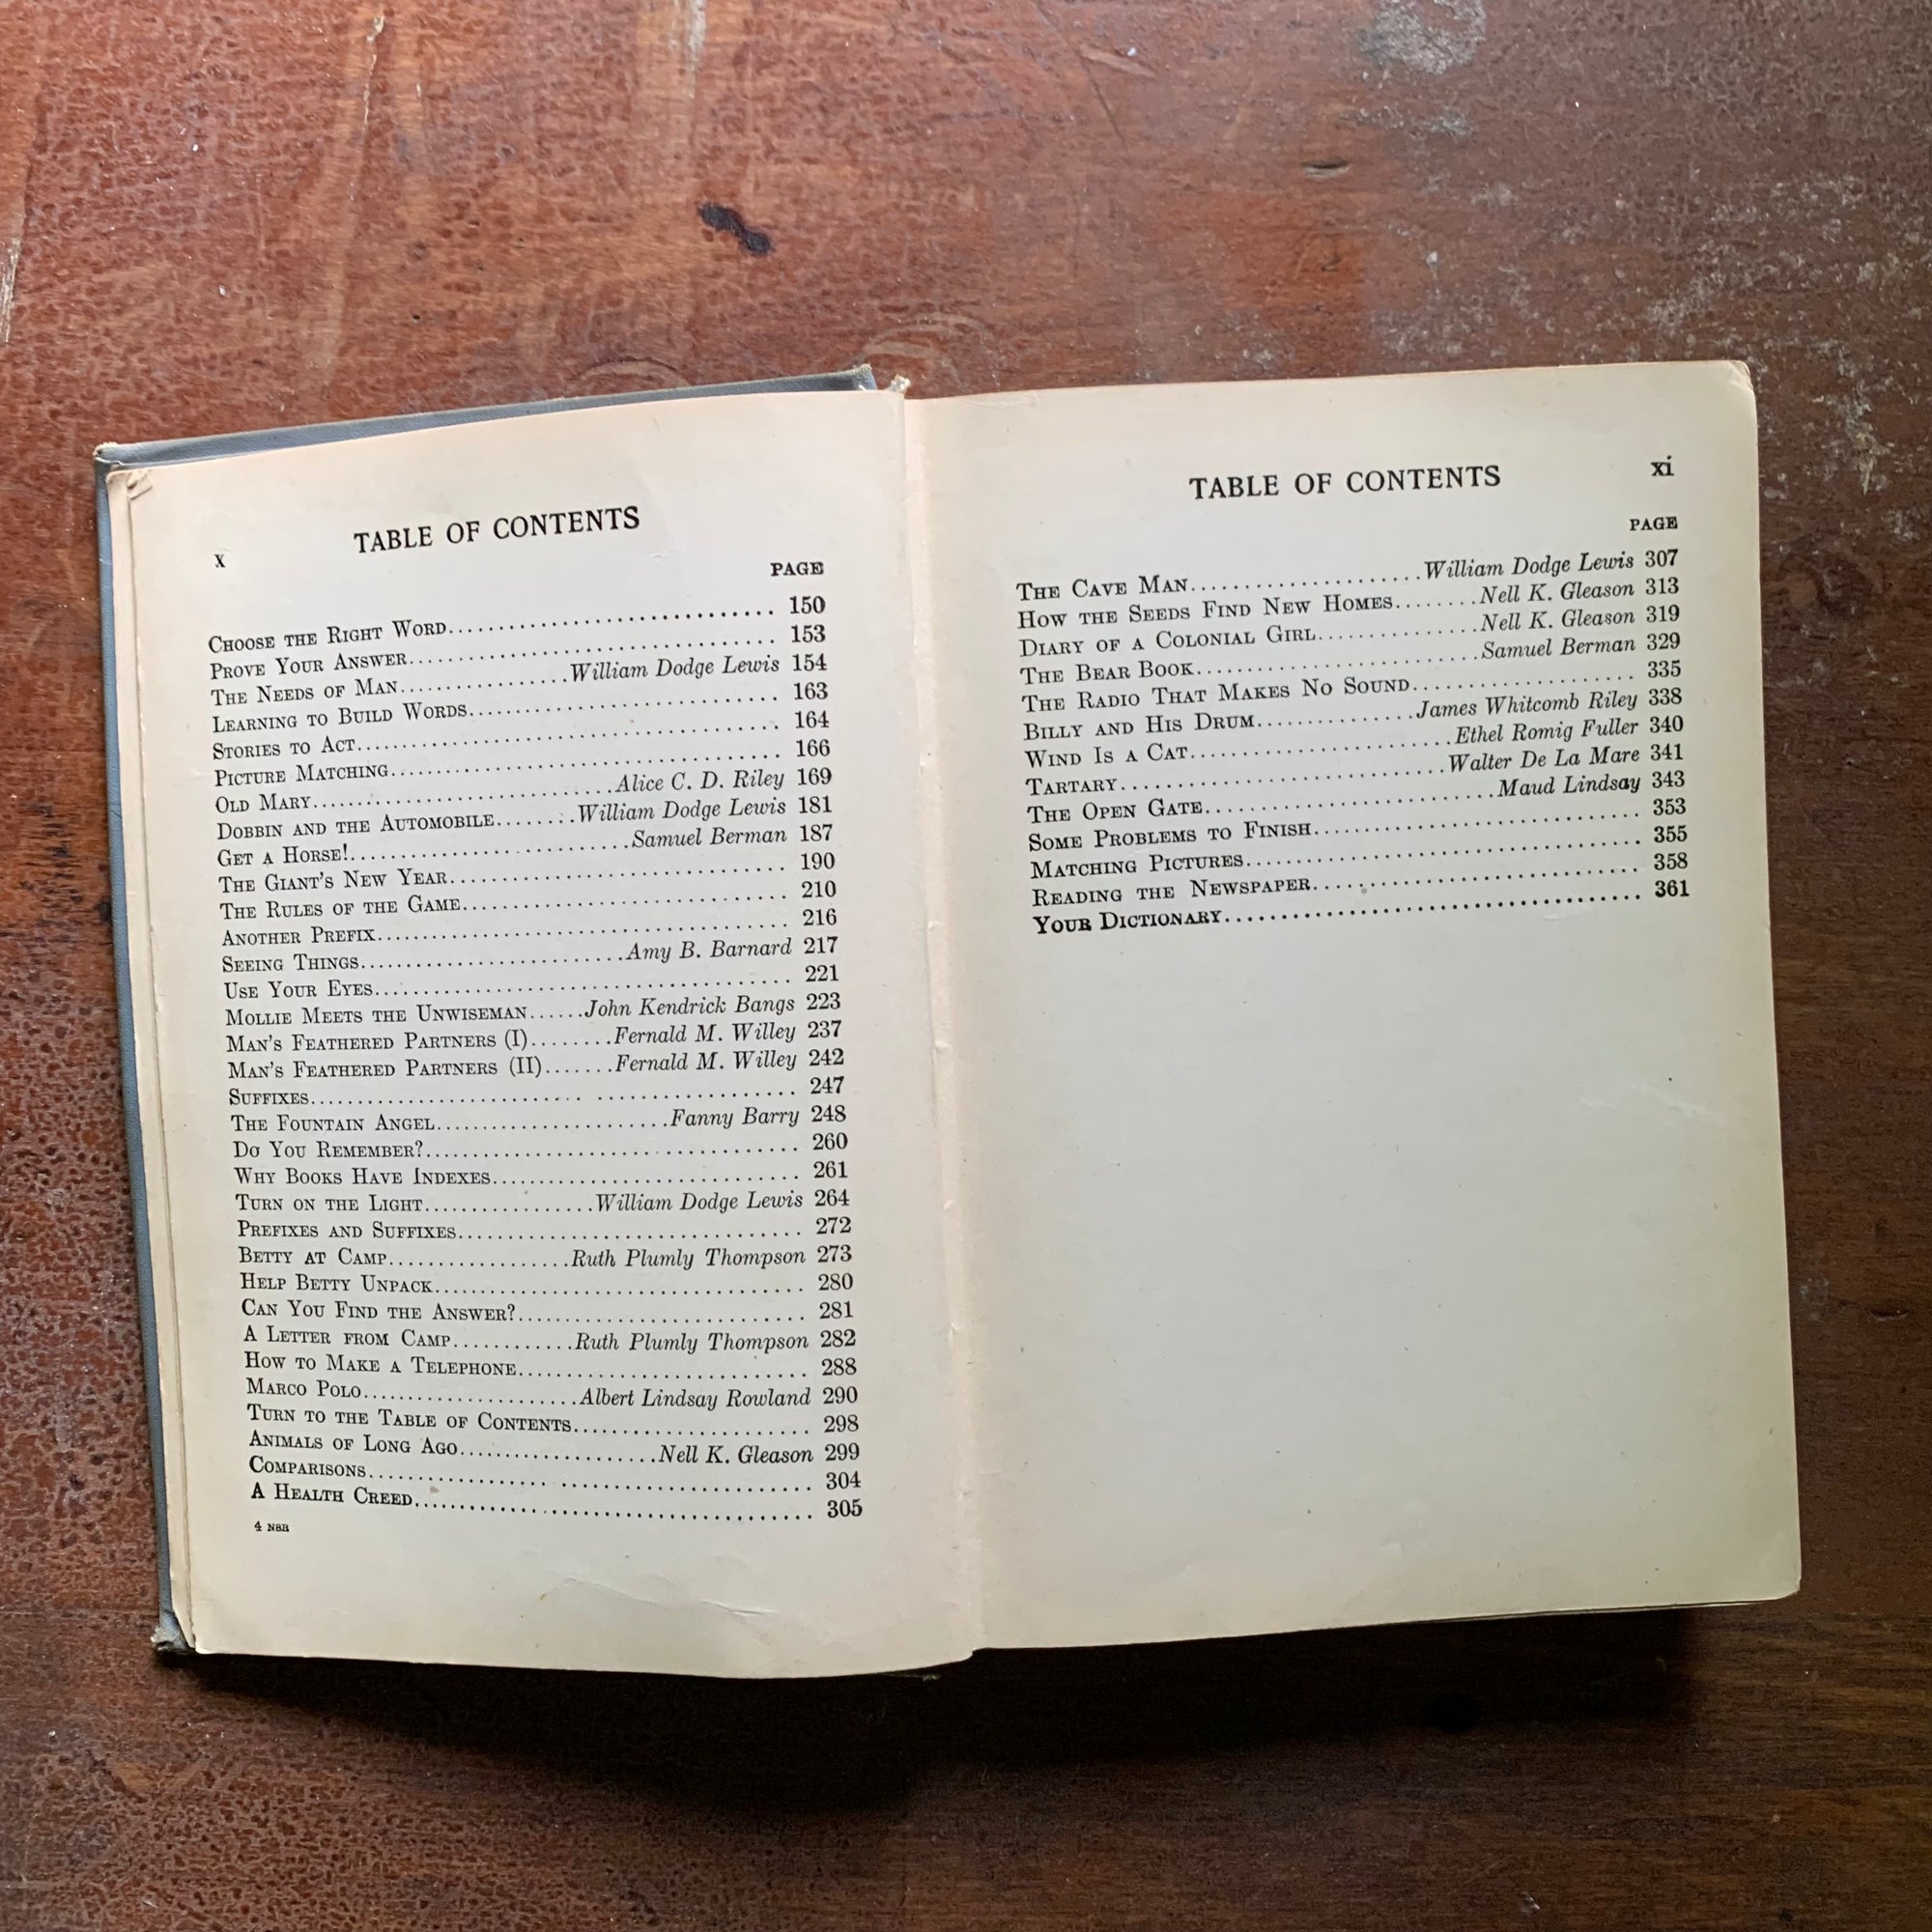 x
TABLE OF CONTENTS
PAGE
CHOOSE THE RIGHT WORD 150
PROVE YOUR ANSWER 153
THE NEEDS OF MAN William Dodge Lewis 154
LEARNING TO BUILD WORDS 163
STORIES TO ACT 164
PICTURE MATCHING 166
OLD MARY Alice C. D. Riley 169
DOBBIN AND THE AUTOMOBILE William Dodge Lewis 181
GET A HORSE! Samuel Berman 187
THE GIANT'S NEW YEAR 190
THE RULES OF THE GAME 210
ANOTHER PREFIX 216
SEEING THINGS Amy B. Barnard 217
USE YOUR EYES 221
MOLLIE MEETS THE UNWISEMAN John Kendrick Bangs 223
MAN'S FEATHERED PARTNERS (I) Fernald M. Willey 237
MAN'S FEATHERED PARTNERS (II) Fernald M. Willey 242
SUFFIXES 247
THE FOUNTAIN ANGEL Fanny Barry 248
DO YOU REMEMBER? 260
WHY BOOKS HAVE INDEXES 261
TURN ON THE LIGHT William Dodge Lewis 264
PREFIXES AND SUFFIXES 272
BETTY AT CAMP Ruth Plumly Thompson 273
HELP BETTY UNPACK 280
CAN YOU FIND THE ANSWER? 281
A LETTER FROM CAMP Ruth Plumly Thompson 282
HOW TO MAKE A TELEPHONE 288
MARCO POLO Albert Lindsay Rowland 290
TURN TO THE TABLE OF CONTENTS 298
ANIMALS OF LONG AGO Nell K. Gleason 299
COMPARISONS 304
A HEALTH CREED 305
4 NSR
TABLE OF CONTENTS
xi
PAGE
THE CAVE MAN William Dodge Lewis 307
HOW THE SEEDS FIND NEW HOMES Nell K. Gleason 313
DIARY OF A COLONIAL GIRL Nell K. Gleason 319
THE BEAR BOOK Samuel Berman 329
THE RADIO THAT MAKES NO SOUND 335
BILLY AND HIS DRUM James Whitcomb Riley 338
WIND IS A CAT Ethel Romig Fuller 340
TARTARY Walter De La Mare 341
THE OPEN GATE Maud Lindsay 343
SOME PROBLEMS TO FINISH 353
MATCHING PICTURES 355
READING THE NEWSPAPER 358
YOUR DICTIONARY 361